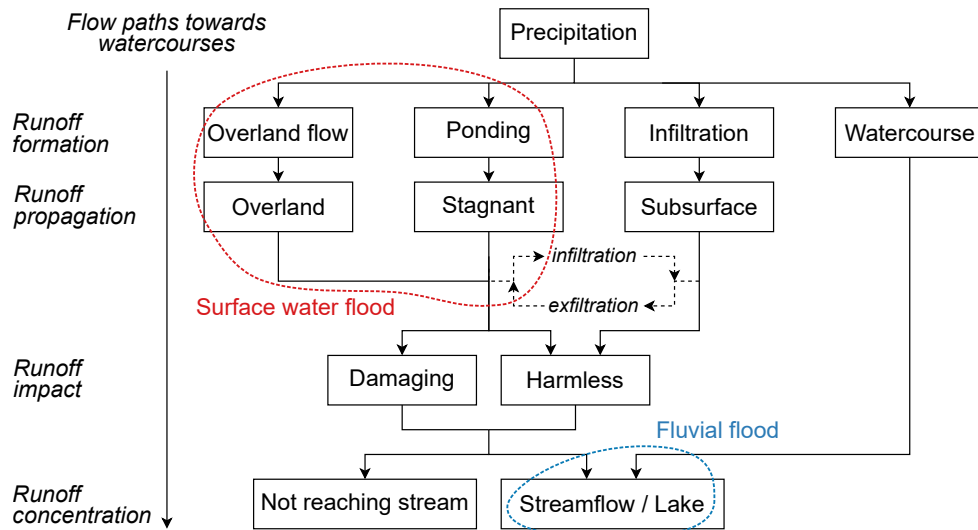 Flow paths towards
watercourses
Precipitation
Runoff
formation
Overland flow
Ponding
Infiltration
Watercourse
Runoff
propagation
Overland
Stagnant
Subsurface
infiltration
exfiltration
Surface water flood
Runoff
impact
Damaging
Harmless
Fluvial flood
Runoff
concentration
Not reaching stream
Streamflow / Lake